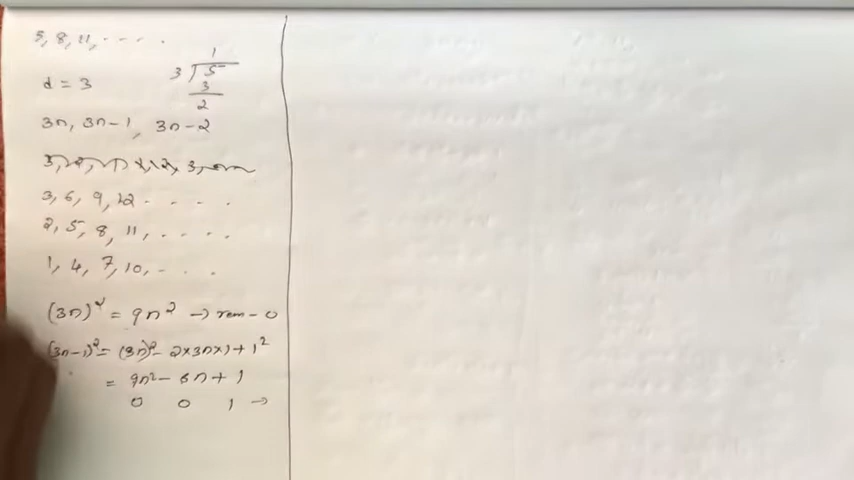 5, 8, 11, . . . .
d = 3
1
3 ) 5
3
2
3n, 3n-1, 3n-2
3, 6, 9, 12 . . . .
2, 5, 8, 11, . . . .
1, 4, 7, 10, . . . .
(3n)² = 9n² → rem - 0
(3n-1)² = (3n)² - 2×3n×1 + 1²
= 9n² - 6n + 1
0 0 1 →